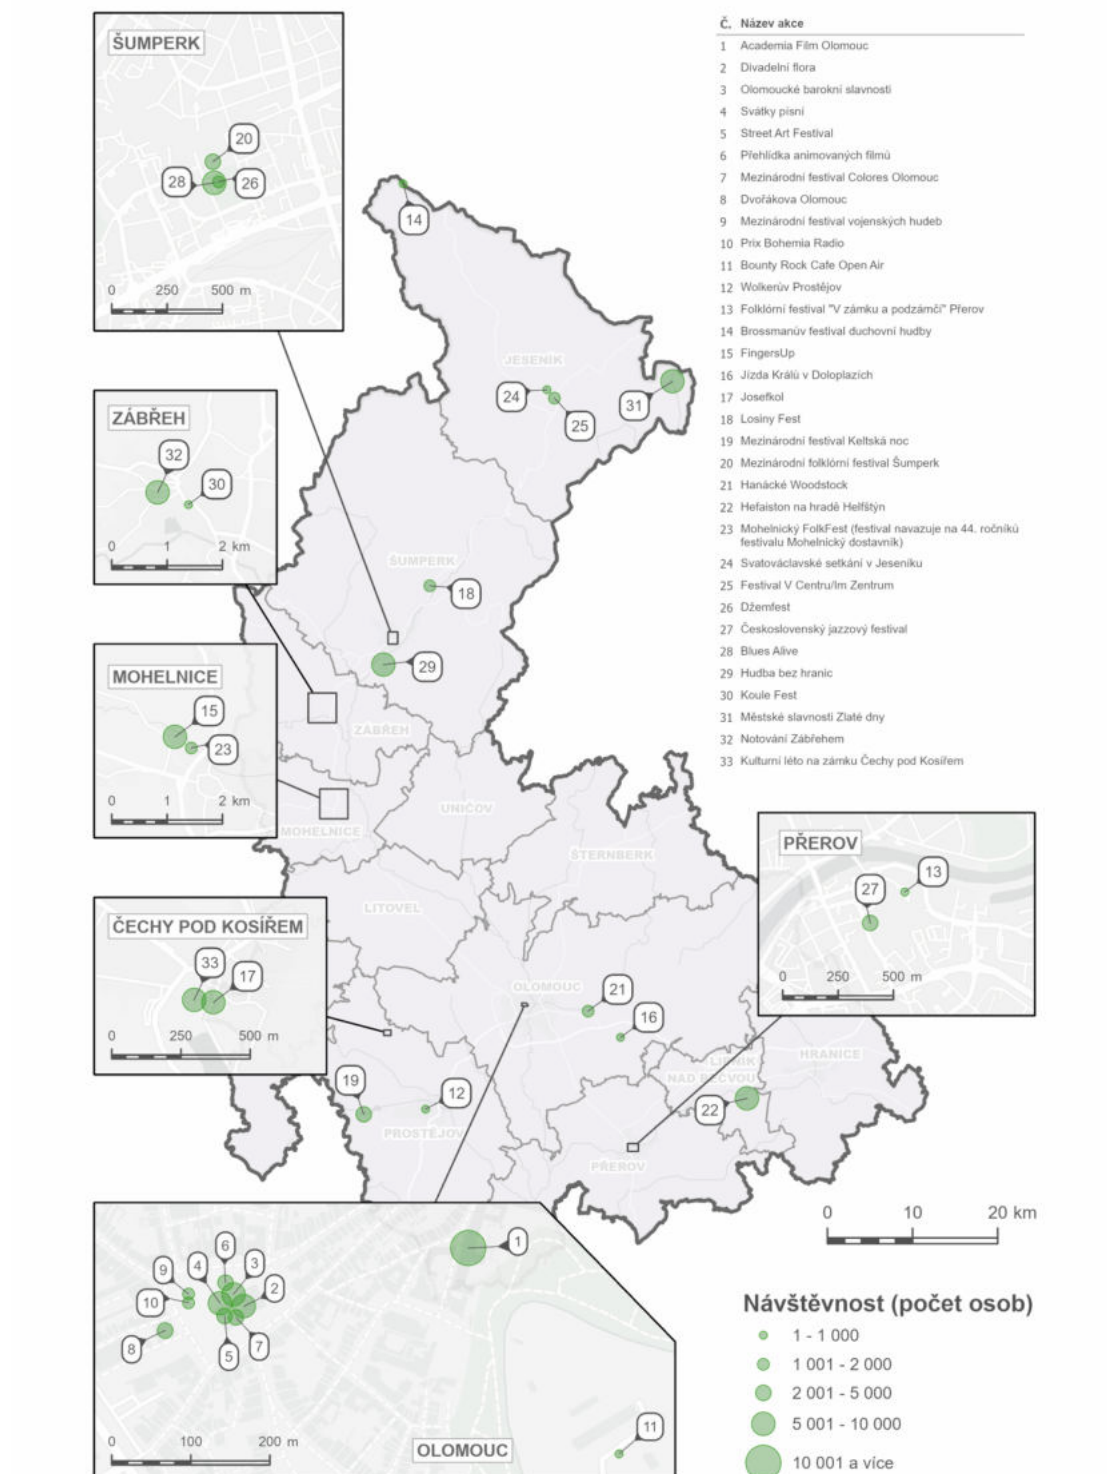 ŠUMPERK
20
28
26
0 250 500 m
ZÁBŘEH
32
30
0 1 2 km
MOHELNICE
15
23
0 1 2 km
ČECHY POD KOSÍŘEM
33
17
0 250 500 m
14
JESENÍK
24
25
31
ŠUMPERK
18
29
ZÁBŘEH
UNIČOV
MOHELNICE
ŠTERNBERK
LITOVEL
OLOMOUC
21
16
LIPNÍK
NAD BEČVOU
HRANICE
22
19
12
PROSTĚJOV
PŘEROV
PŘEROV
27
13
0 250 500 m
Č. Název akce
1 Academia Film Olomouc
2 Divadelní flora
3 Olomoucké barokní slavnosti
4 Svátky písní
5 Street Art Festival
6 Přehlídka animovaných filmů
7 Mezinárodní festival Colores Olomouc
8 Dvořákova Olomouc
9 Mezinárodní festival vojenských hudeb
10 Prix Bohemia Radio
11 Bounty Rock Cafe Open Air
12 Wolkerův Prostějov
13 Folklórní festival "V zámku a podzámčí" Přerov
14 Brossmanův festival duchovní hudby
15 FingersUp
16 Jízda Králů v Doloplazích
17 Josefkol
18 Losiny Fest
19 Mezinárodní festival Keltská noc
20 Mezinárodní folklórní festival Šumperk
21 Hanácké Woodstock
22 Hefaiston na hradě Helfštýn
23 Mohelnický FolkFest (festival navazuje na 44. ročníků
festivalu Mohelnický dostavník)
24 Svatováclavské setkání v Jeseníku
25 Festival V Centru/Im Zentrum
26 Džemfest
27 Československý jazzový festival
28 Blues Alive
29 Hudba bez hranic
30 Koule Fest
31 Městské slavnosti Zlaté dny
32 Notování Zábřehem
33 Kulturní léto na zámku Čechy pod Kosířem
0 10 20 km
1
6
3
4
9
2
10
8
5
7
11
0 100 200 m
OLOMOUC
Návštěvnost (počet osob)
1 - 1 000
1 001 - 2 000
2 001 - 5 000
5 001 - 10 000
10 001 a více